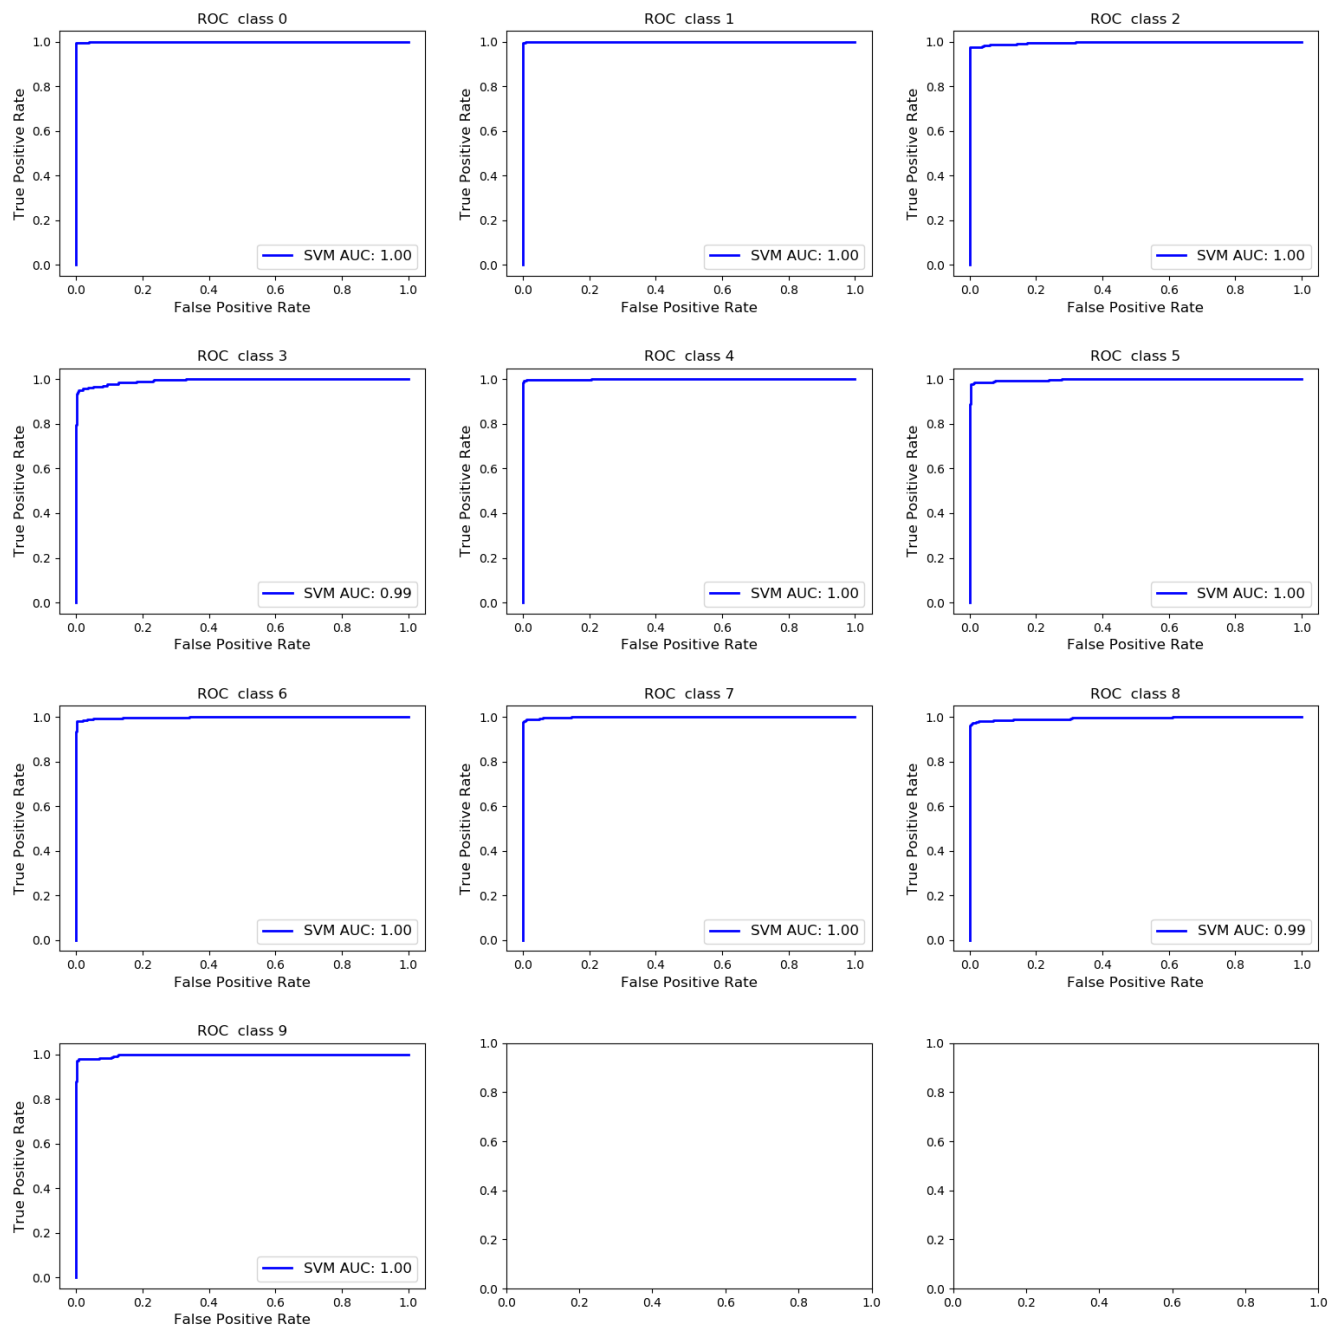 ROC  class 0
True Positive Rate
1.0
0.8
0.6
0.4
0.2
0.0
SVM AUC: 1.00
0.0 0.2 0.4 0.6 0.8 1.0
False Positive Rate
ROC  class 1
True Positive Rate
1.0
0.8
0.6
0.4
0.2
0.0
SVM AUC: 1.00
0.0 0.2 0.4 0.6 0.8 1.0
False Positive Rate
ROC  class 2
True Positive Rate
1.0
0.8
0.6
0.4
0.2
0.0
SVM AUC: 1.00
0.0 0.2 0.4 0.6 0.8 1.0
False Positive Rate
ROC  class 3
True Positive Rate
1.0
0.8
0.6
0.4
0.2
0.0
SVM AUC: 0.99
0.0 0.2 0.4 0.6 0.8 1.0
False Positive Rate
ROC  class 4
True Positive Rate
1.0
0.8
0.6
0.4
0.2
0.0
SVM AUC: 1.00
0.0 0.2 0.4 0.6 0.8 1.0
False Positive Rate
ROC  class 5
True Positive Rate
1.0
0.8
0.6
0.4
0.2
0.0
SVM AUC: 1.00
0.0 0.2 0.4 0.6 0.8 1.0
False Positive Rate
ROC  class 6
True Positive Rate
1.0
0.8
0.6
0.4
0.2
0.0
SVM AUC: 1.00
0.0 0.2 0.4 0.6 0.8 1.0
False Positive Rate
ROC  class 7
True Positive Rate
1.0
0.8
0.6
0.4
0.2
0.0
SVM AUC: 1.00
0.0 0.2 0.4 0.6 0.8 1.0
False Positive Rate
ROC  class 8
True Positive Rate
1.0
0.8
0.6
0.4
0.2
0.0
SVM AUC: 0.99
0.0 0.2 0.4 0.6 0.8 1.0
False Positive Rate
ROC  class 9
True Positive Rate
1.0
0.8
0.6
0.4
0.2
0.0
SVM AUC: 1.00
0.0 0.2 0.4 0.6 0.8 1.0
False Positive Rate
1.0
0.8
0.6
0.4
0.2
0.0
0.0 0.2 0.4 0.6 0.8 1.0
1.0
0.8
0.6
0.4
0.2
0.0
0.0 0.2 0.4 0.6 0.8 1.0